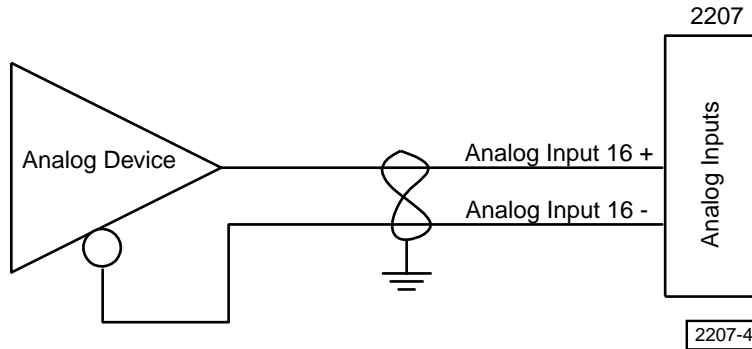 2207
Analog Device
Analog Input 16 +
Analog Input 16 -
Analog Inputs
2207-4